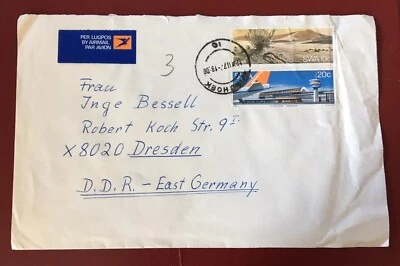 PER LUGPOS
BY AIRMAIL
PAR AVION
3
SWA
20c
Frau
Inge Bessell
Robert Koch Str. 9 I
X8020 Dresden
D.D.R. - East Germany